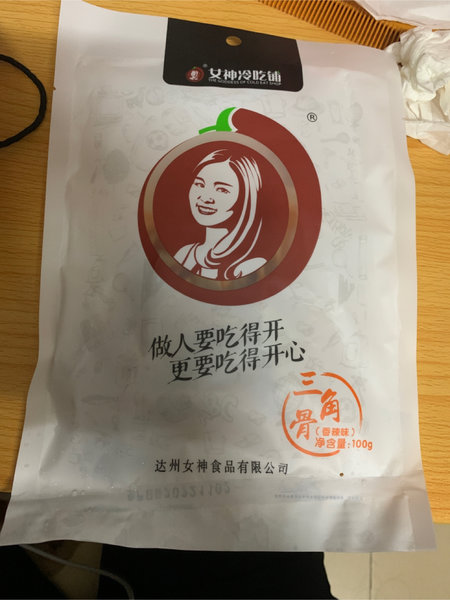 女神冷吃铺
THE GODDESS OF COLD EAT SHOP
®
做人要吃得开
更要吃得开心
三角
骨
(香辣味)
净含量:100g
达州女神食品有限公司